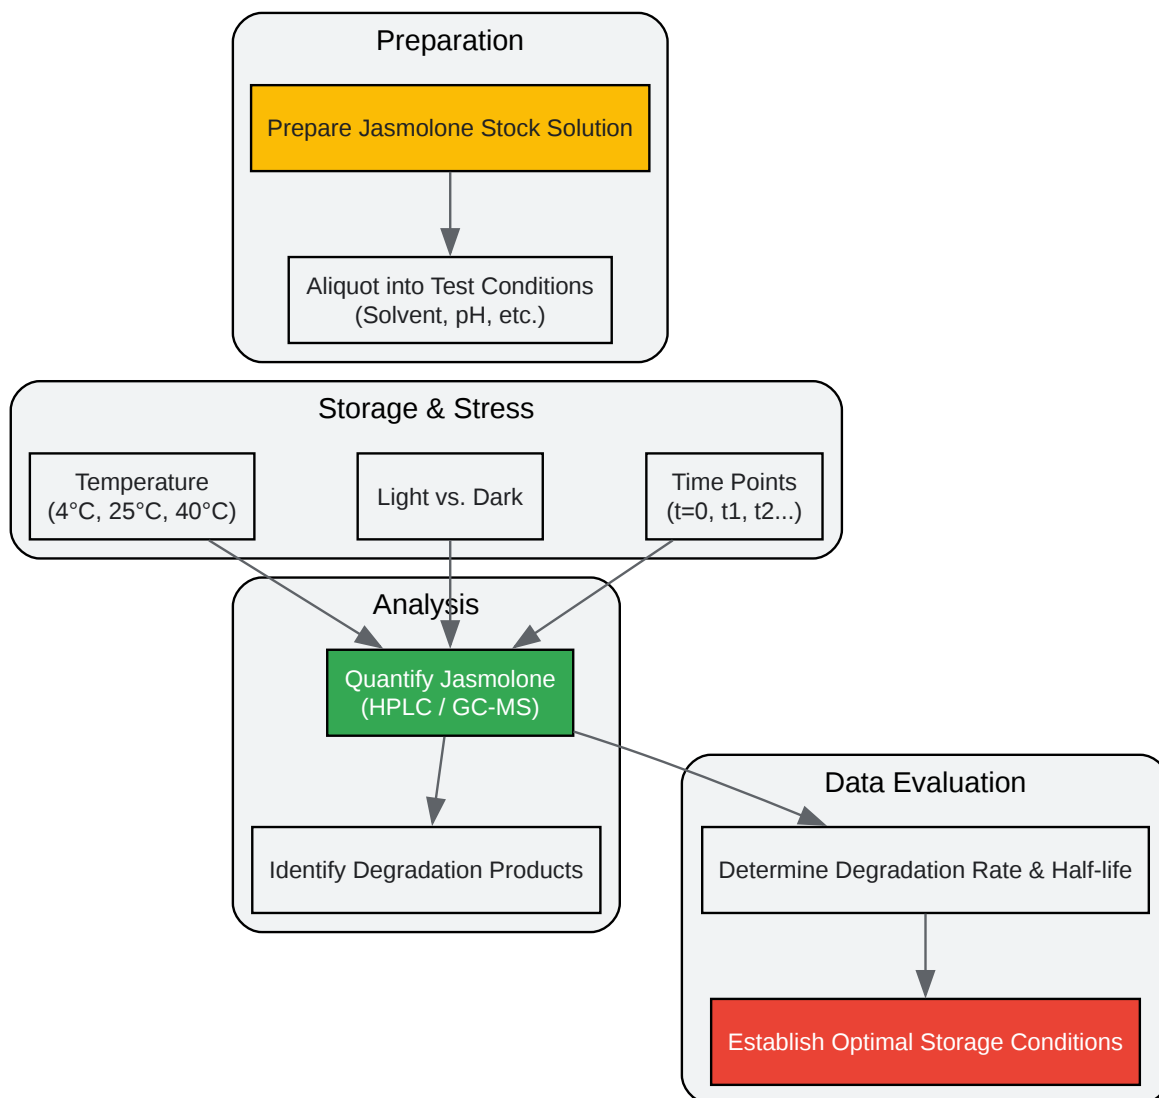 Preparation
Prepare Jasmolone Stock Solution
Aliquot into Test Conditions
(Solvent, pH, etc.)
Storage & Stress
Temperature
(4°C, 25°C, 40°C)
Light vs. Dark
Time Points
(t=0, t1, t2...)
Analysis
Quantify Jasmolone
(HPLC / GC-MS)
Identify Degradation Products
Data Evaluation
Determine Degradation Rate & Half-life
Establish Optimal Storage Conditions